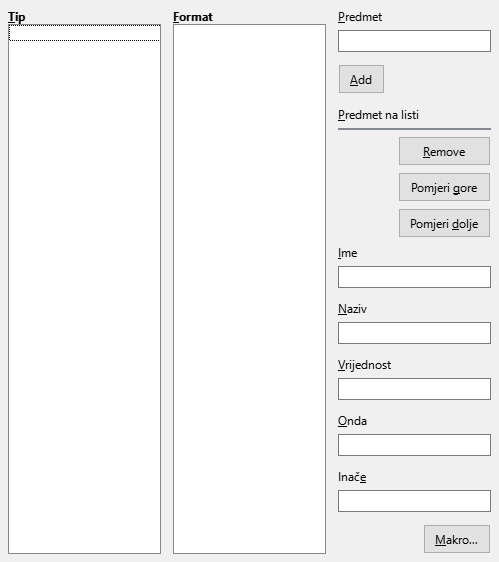 Tip
Format
Predmet
Add
Predmet na listi
Remove
Pomjeri gore
Pomjeri dolje
Ime
Naziv
Vrijednost
Onda
Inače
Makro...